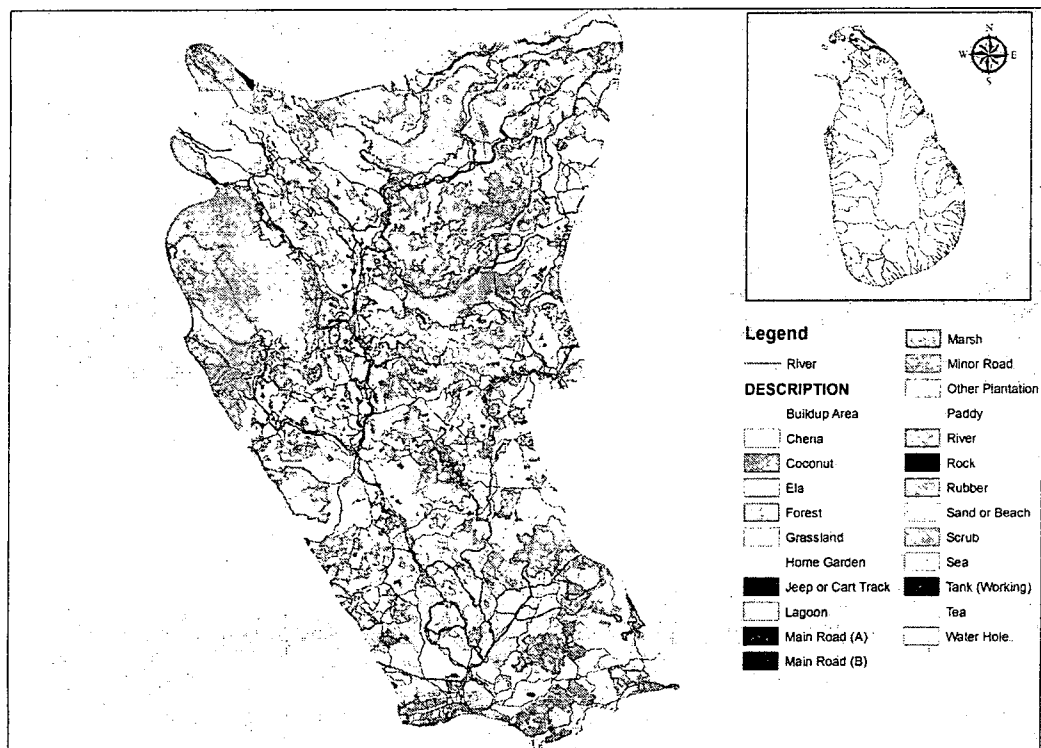 N
W E
S
Legend
River
DESCRIPTION
Buildup Area
Chena
Coconut
Ela
Forest
Grassland
Home Garden
Jeep or Cart Track
Lagoon
Main Road (A)
Main Road (B)
Marsh
Minor Road
Other Plantation
Paddy
River
Rock
Rubber
Sand or Beach
Scrub
Sea
Tank (Working)
Tea
Water Hole